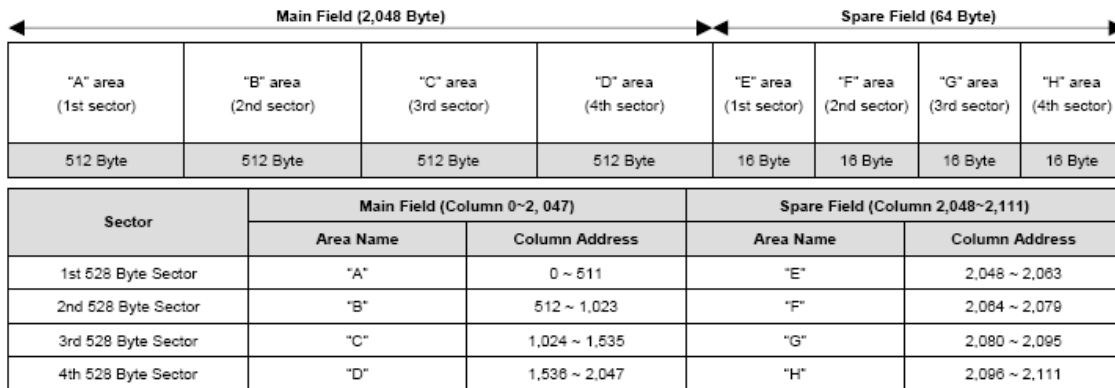 Main Field (2,048 Byte) Spare Field (64 Byte)
"A" area "B" area "C" area "D" area "E" area "F" area "G" area "H" area
(1st sector) (2nd sector) (3rd sector) (4th sector) (1st sector) (2nd sector) (3rd sector) (4th sector)
512 Byte 512 Byte 512 Byte 512 Byte 16 Byte 16 Byte 16 Byte 16 Byte
Sector Main Field (Column 0~2, 047) Spare Field (Column 2,048~2,111)
Area Name Column Address Area Name Column Address
1st 528 Byte Sector "A" 0 ~ 511 "E" 2,048 ~ 2,063
2nd 528 Byte Sector "B" 512 ~ 1,023 "F" 2,064 ~ 2,079
3rd 528 Byte Sector "C" 1,024 ~ 1,535 "G" 2,080 ~ 2,095
4th 528 Byte Sector "D" 1,536 ~ 2,047 "H" 2,096 ~ 2,111